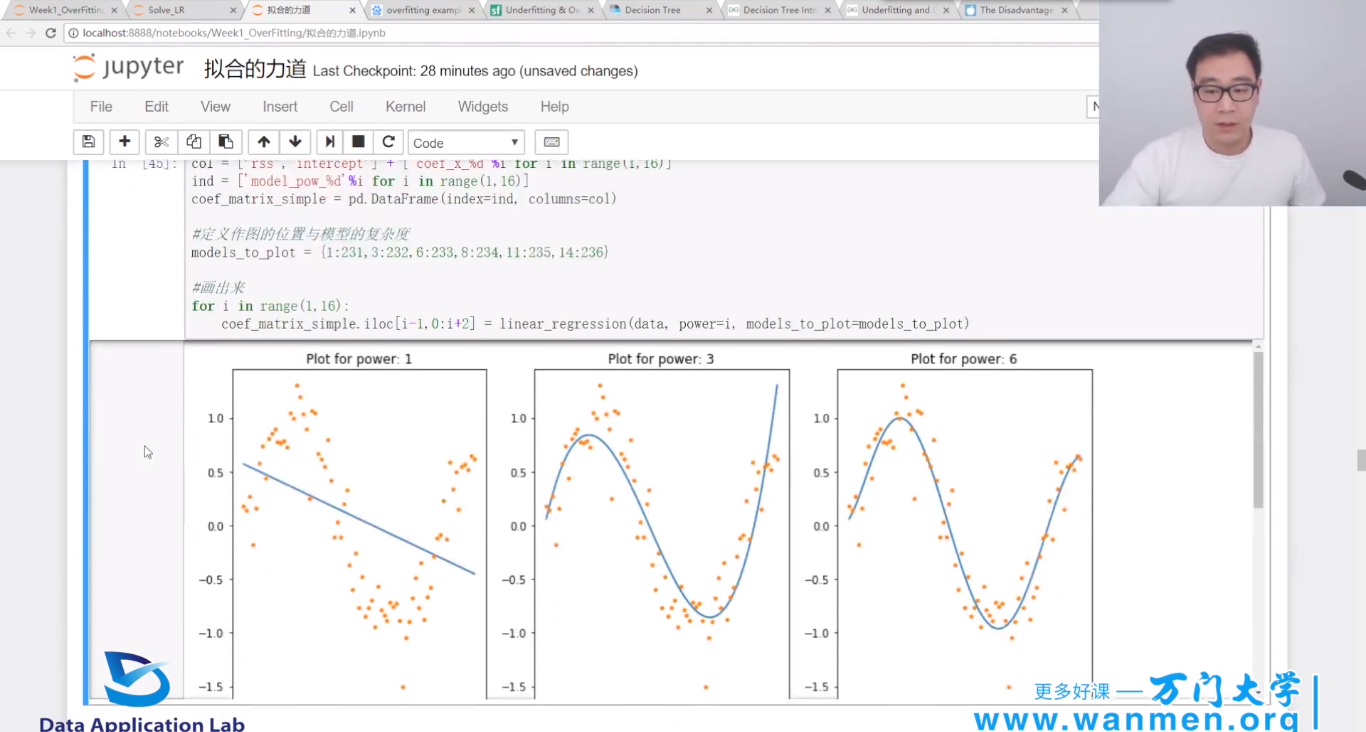 Week1_OverFittin
Solve_LR
拟合的力道
overfitting exampl
Underfitting & Ov
Decision Tree
Decision Tree Intr
Underfitting and O
The Disadvantage
localhost:8888/notebooks/Week1_OverFitting/拟合的力道.ipynb
jupyter 拟合的力道 Last Checkpoint: 28 minutes ago (unsaved changes)
File Edit View Insert Cell Kernel Widgets Help
Code
In [45]: col = ['rss','intercept'] + ['coef_x_%d'%i for i in range(1,16)]
ind = ['model_pow_%d'%i for i in range(1,16)]
coef_matrix_simple = pd.DataFrame(index=ind, columns=col)
#定义作图的位置与模型的复杂度
models_to_plot = {1:231,3:232,6:233,8:234,11:235,14:236}
#画出来
for i in range(1,16):
coef_matrix_simple.iloc[i-1,0:i+2] = linear_regression(data, power=i, models_to_plot=models_to_plot)
Plot for power: 1
1.0
0.5
0.0
−0.5
−1.0
−1.5
Plot for power: 3
1.0
0.5
0.0
−0.5
−1.0
−1.5
Plot for power: 6
1.0
0.5
0.0
−0.5
−1.0
−1.5
Data Application Lab
更多好课 — 万门大学
www.wanmen.org